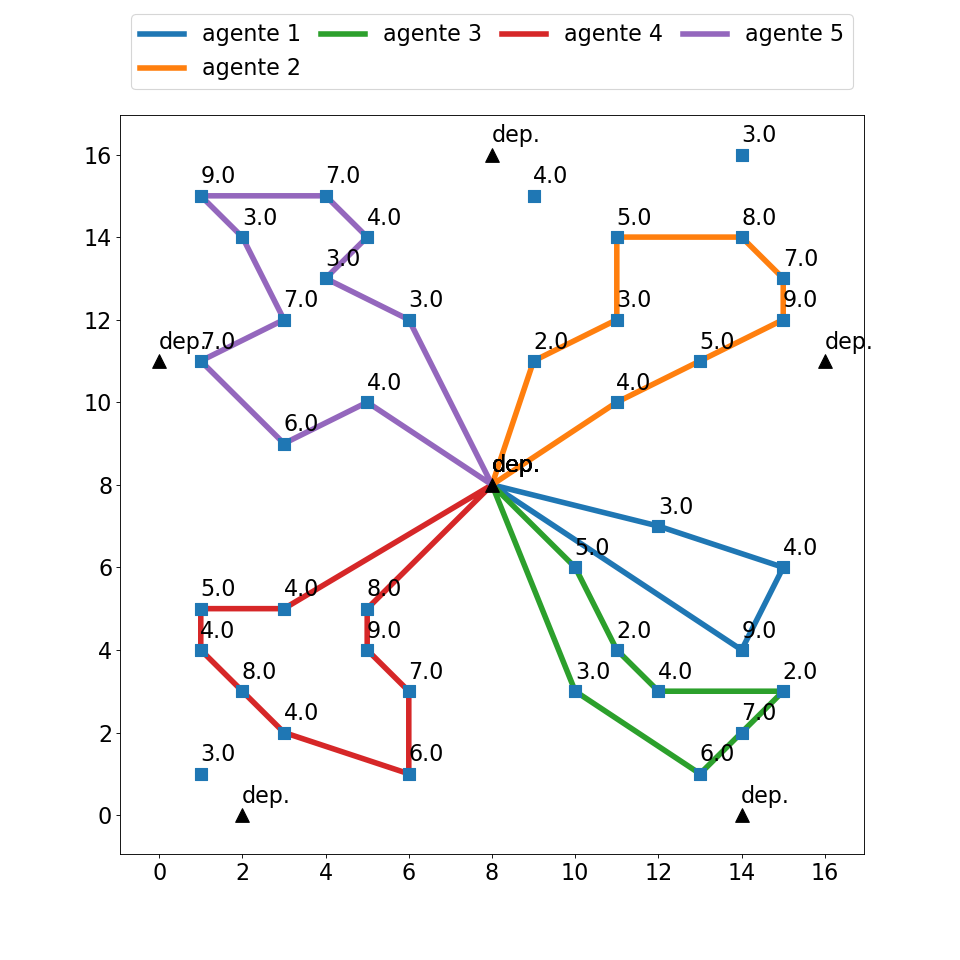 agente 1 agente 3 agente 4 agente 5
agente 2
dep. 3.0
16
9.0 7.0 4.0
3.0 4.0 5.0 8.0
14
3.0 7.0
7.0 3.0 3.0 9.0
12
dep. 7.0 2.0 5.0 dep.
4.0 4.0
10
6.0
dep.
8
3.0
5.0 4.0
6
5.0 4.0 8.0
4.0 9.0 2.0 9.0
4
8.0 7.0 3.0 4.0 2.0
4.0 7.0
2
3.0 6.0 6.0
dep. dep.
0
0 2 4 6 8 10 12 14 16